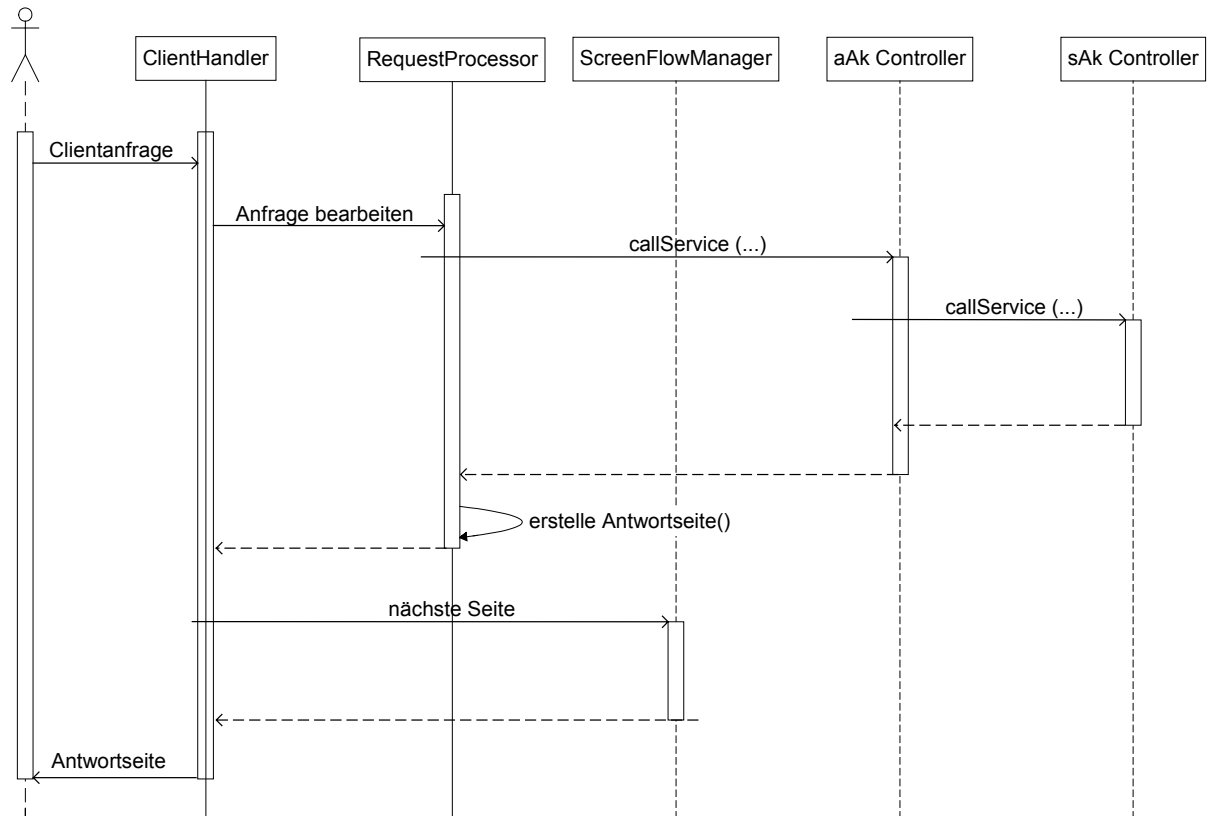 ClientHandler
RequestProcessor
ScreenFlowManager
aAk Controller
sAk Controller
Clientanfrage
Anfrage bearbeiten
callService (...)
callService (...)
erstelle Antwortseite()
nächste Seite
Antwortseite